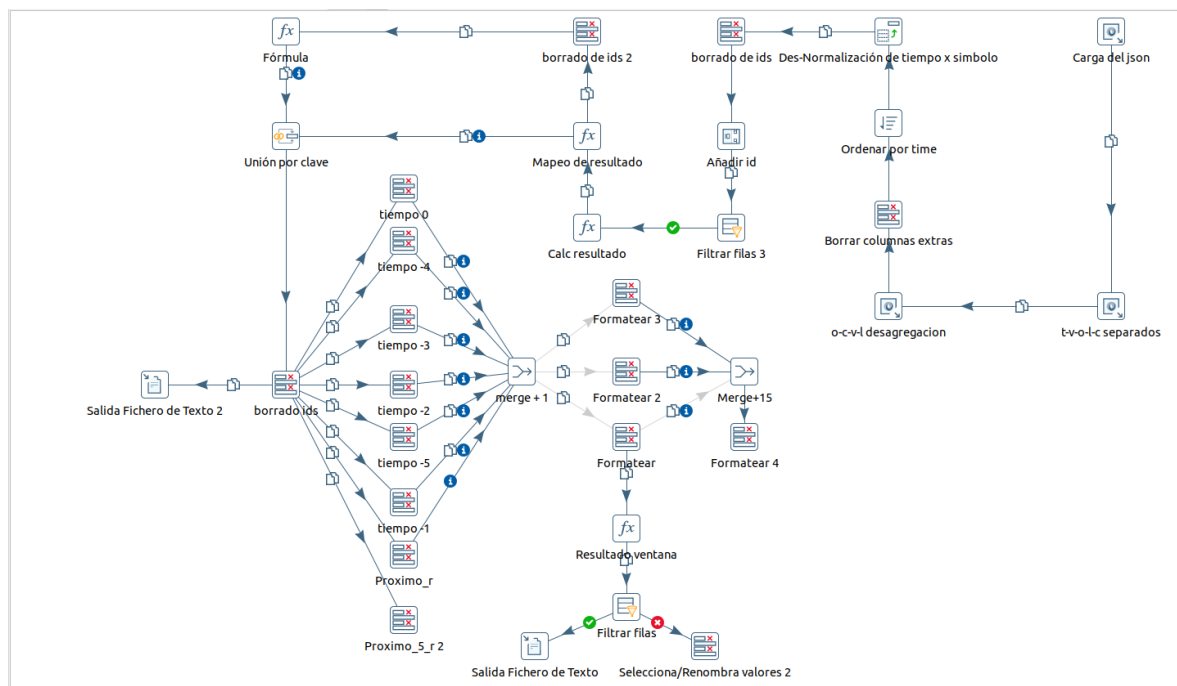 fx
Fórmula
borrado de ids 2
borrado de ids
Des-Normalización de tiempo x simbolo
Carga del json
Unión por clave
fx
Mapeo de resultado
Añadir id
Ordenar por time
tiempo 0
fx
Calc resultado
Filtrar filas 3
Borrar columnas extras
tiempo -4
tiempo -3
Formatear 3
o-c-v-l desagregacion
t-v-o-l-c separados
Salida Fichero de Texto 2
borrado ids
tiempo -2
merge + 1
Formatear 2
Merge+15
tiempo -5
Formatear
Formatear 4
tiempo -1
fx
Resultado ventana
Proximo_r
Proximo_5_r 2
Filtrar filas
Salida Fichero de Texto
Selecciona/Renombra valores 2